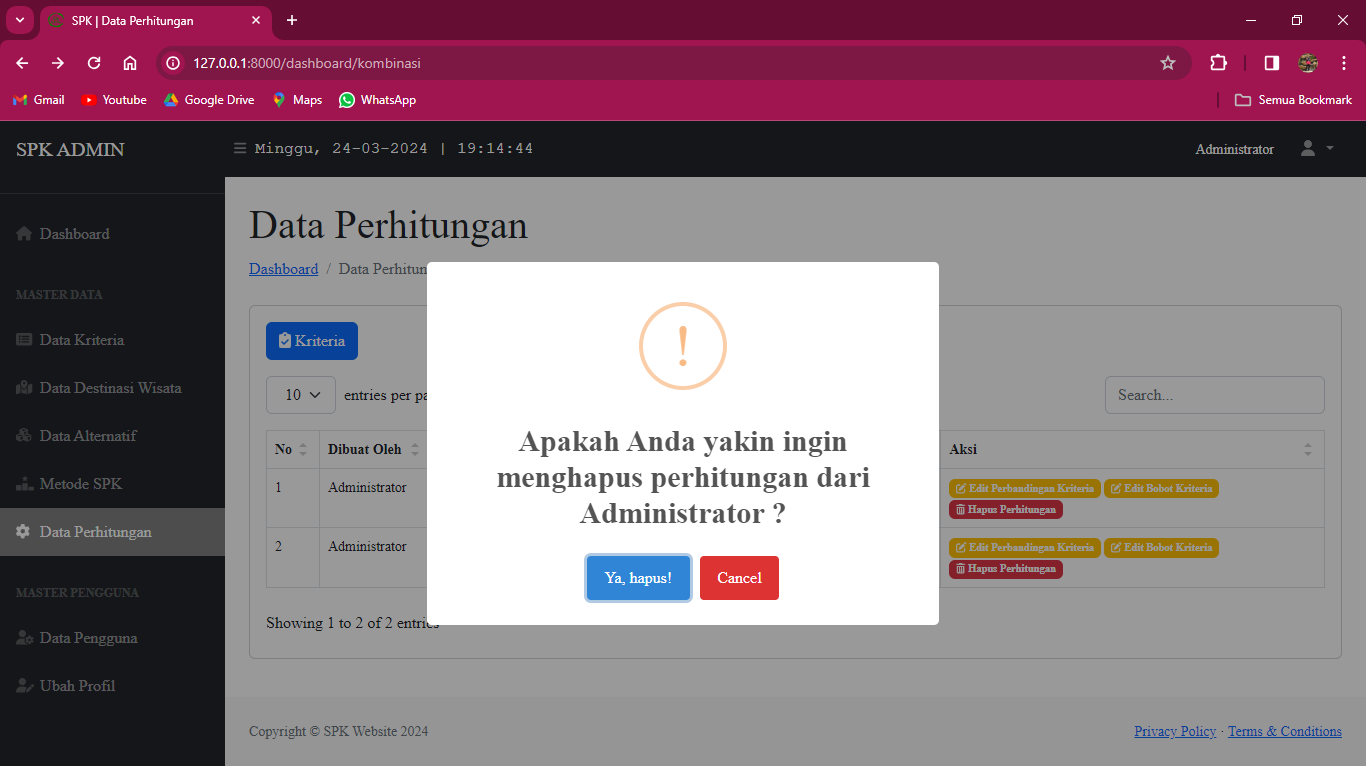 SPK | Data Perhitungan
127.0.0.1:8000/dashboard/kombinasi
Gmail Youtube Google Drive Maps WhatsApp Semua Bookmark
SPK ADMIN Minggu, 24-03-2024 | 19:14:44 Administrator
Dashboard
MASTER DATA
Data Kriteria
Data Destinasi Wisata
Data Alternatif
Metode SPK
Data Perhitungan
MASTER PENGGUNA
Data Pengguna
Ubah Profil
Data Perhitungan
Dashboard / Data Perhitun
Kriteria
10 entries per pa Search...
No Dibuat Oleh Aksi
1 Administrator Edit Perbandingan Kriteria Edit Bobot Kriteria
Hapus Perhitungan
2 Administrator Edit Perbandingan Kriteria Edit Bobot Kriteria
Hapus Perhitungan
Showing 1 to 2 of 2 entries
!
Apakah Anda yakin ingin
menghapus perhitungan dari
Administrator ?
Ya, hapus! Cancel
Copyright © SPK Website 2024 Privacy Policy · Terms & Conditions